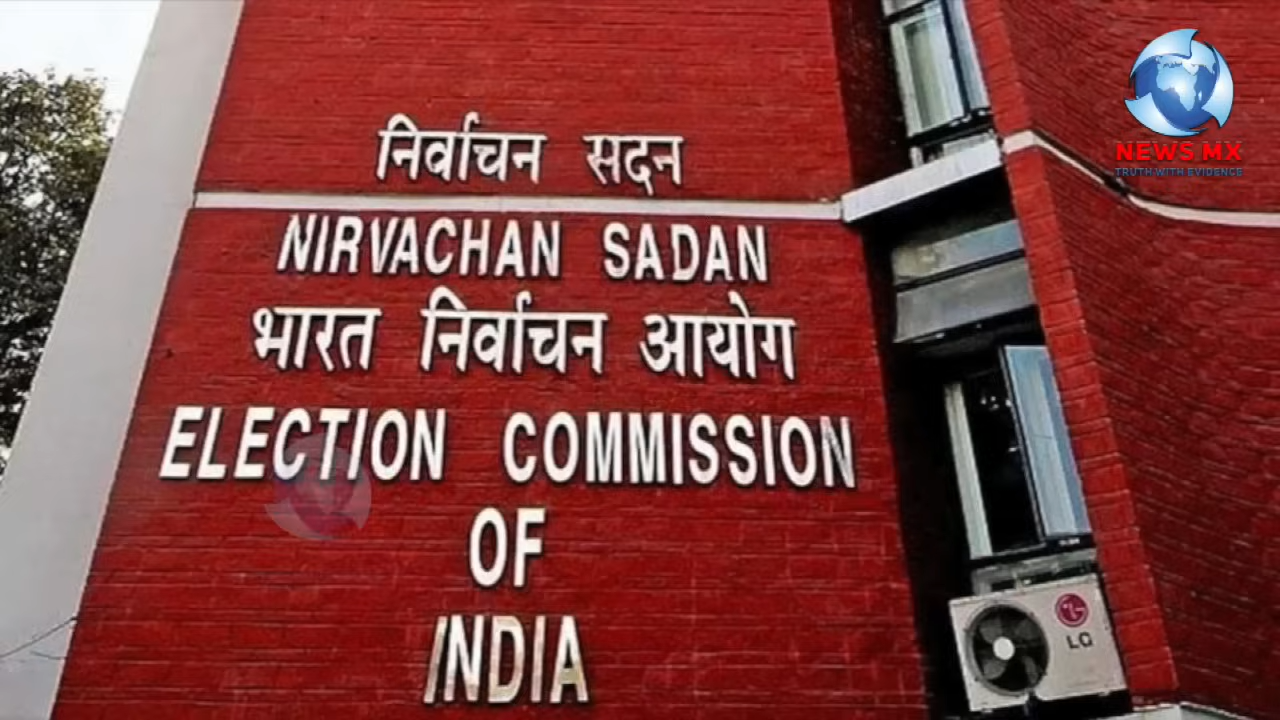 निर्वाचन सदन
NIRVACHAN SADAN
भारत निर्वाचन आयोग
ELECTION COMMISSION
OF
INDIA
NEWS MX
TRUTH WITH EVIDENCE
LG